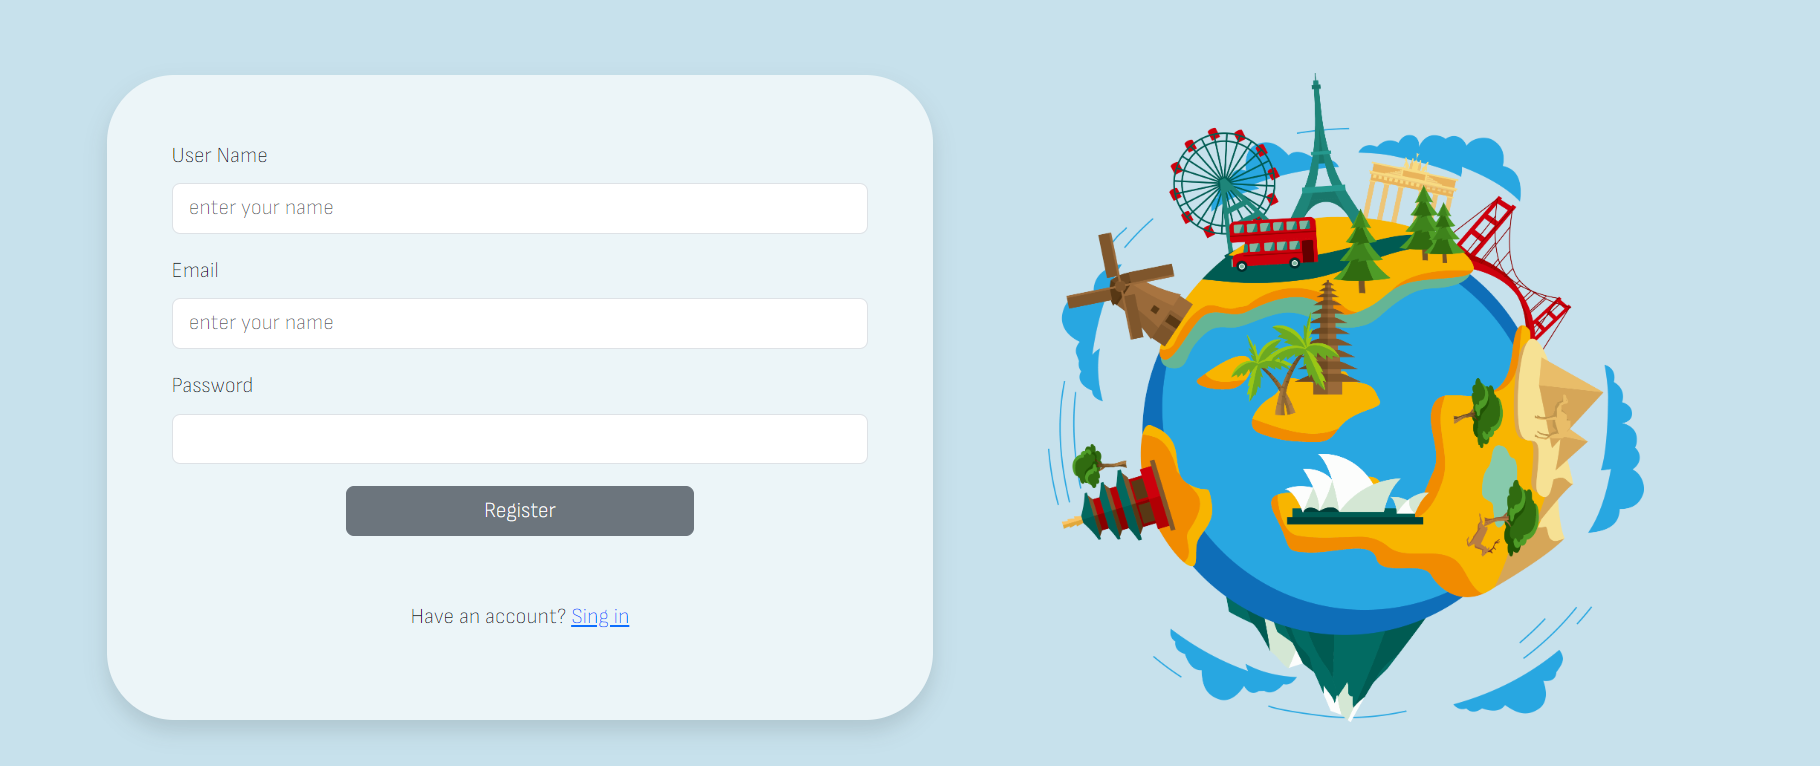 User Name
enter your name
Email
enter your name
Password
Register
Have an account? Sing in